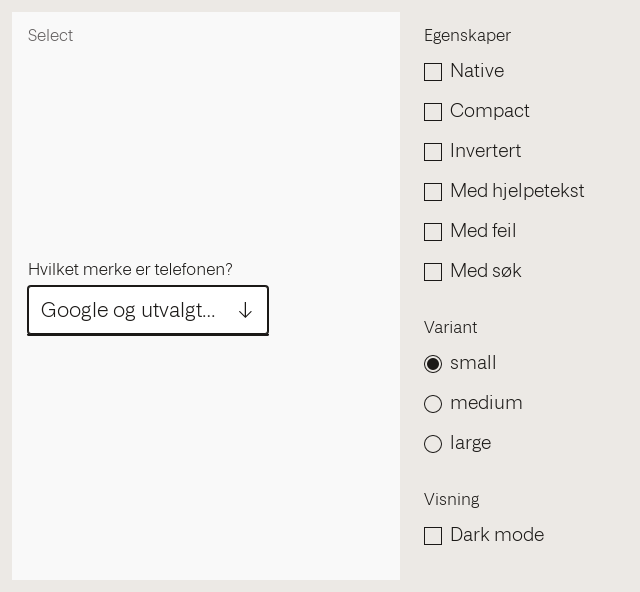 Select
Hvilket merke er telefonen?
Google og utvalgt...
Egenskaper
Native
Compact
Invertert
Med hjelpetekst
Med feil
Med søk
Variant
small
medium
large
Visning
Dark mode